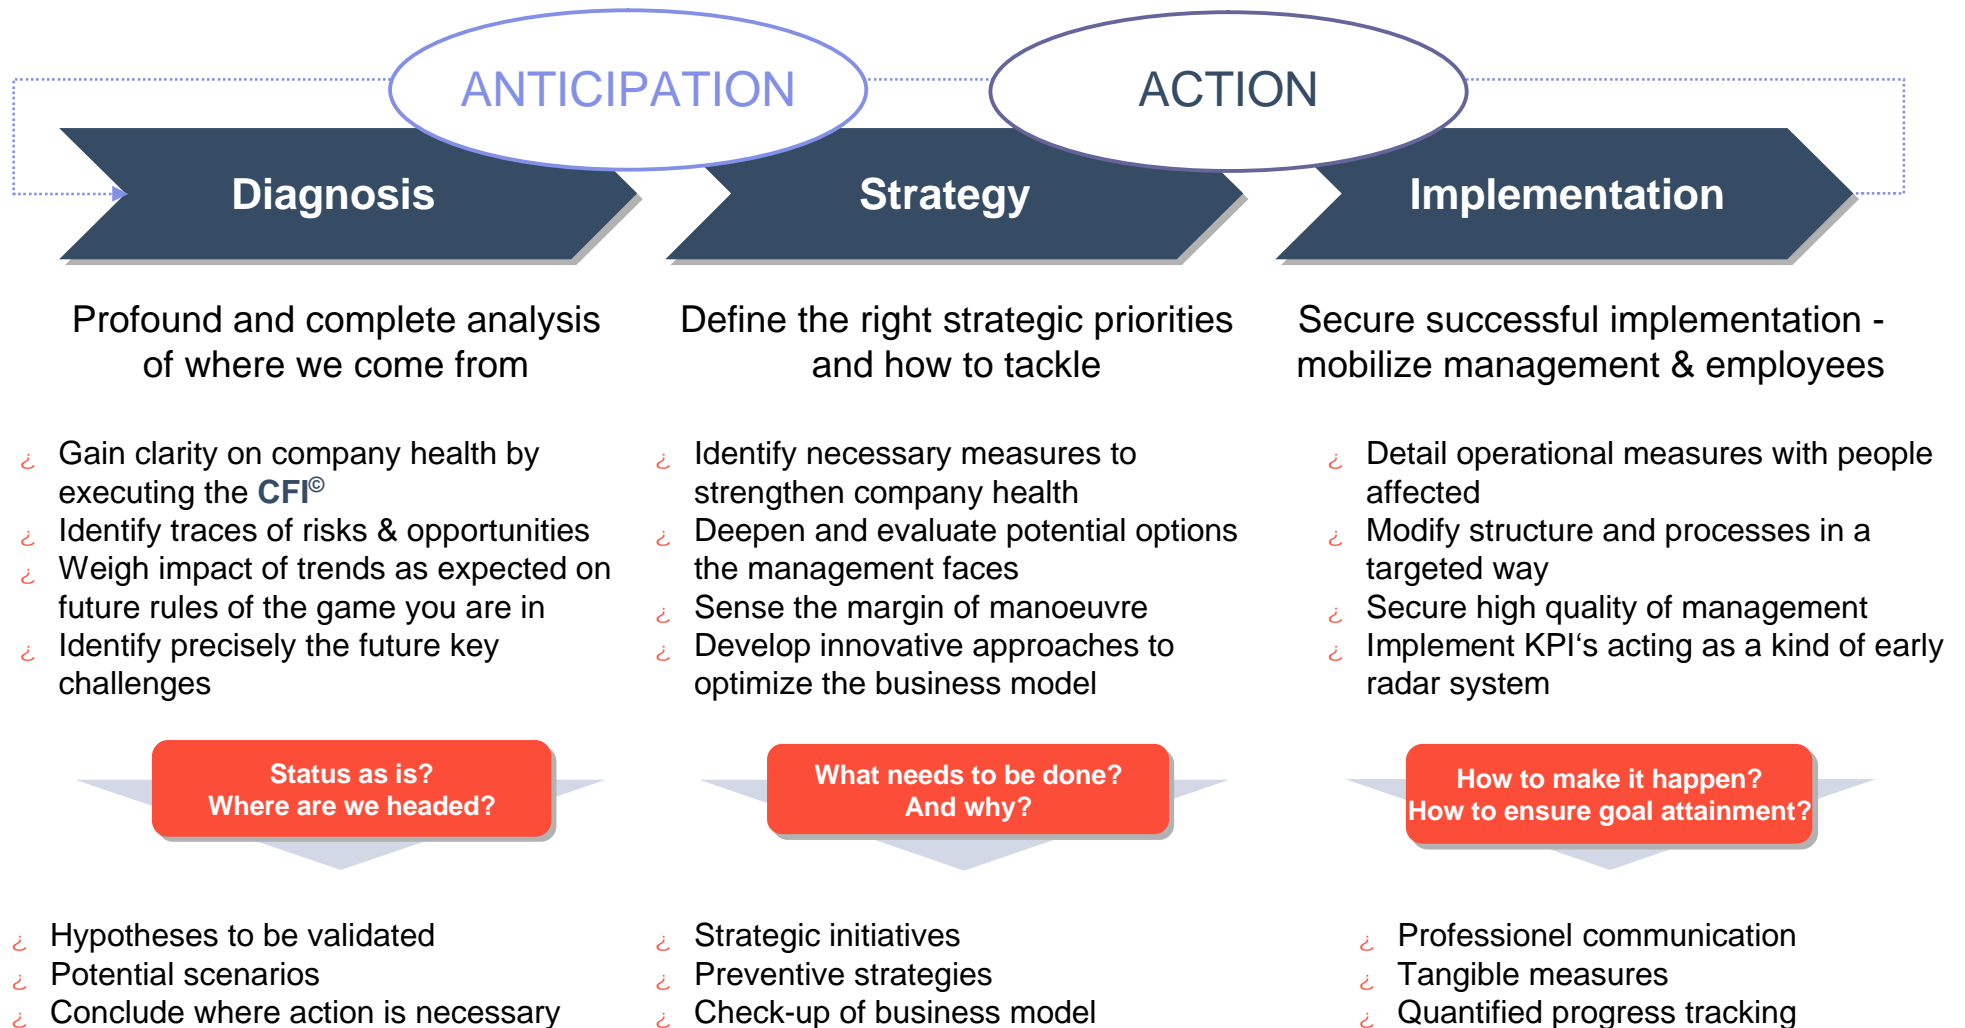 ANTICIPATION
ACTION
Diagnosis
Strategy
Implementation
Profound and complete analysis
of where we come from
Define the right strategic priorities
and how to tackle
Secure successful implementation -
mobilize management & employees
¿ Gain clarity on company health by
executing the CFI©
¿ Identify traces of risks & opportunities
¿ Weigh impact of trends as expected on
future rules of the game you are in
¿ Identify precisely the future key
challenges
¿ Identify necessary measures to
strengthen company health
¿ Deepen and evaluate potential options
the management faces
¿ Sense the margin of manoeuvre
¿ Develop innovative approaches to
optimize the business model
¿ Detail operational measures with people
affected
¿ Modify structure and processes in a
targeted way
¿ Secure high quality of management
¿ Implement KPI‘s acting as a kind of early
radar system
Status as is?
Where are we headed?
What needs to be done?
And why?
How to make it happen?
How to ensure goal attainment?
¿ Hypotheses to be validated
¿ Potential scenarios
¿ Conclude where action is necessary
¿ Strategic initiatives
¿ Preventive strategies
¿ Check-up of business model
¿ Professionel communication
¿ Tangible measures
¿ Quantified progress tracking